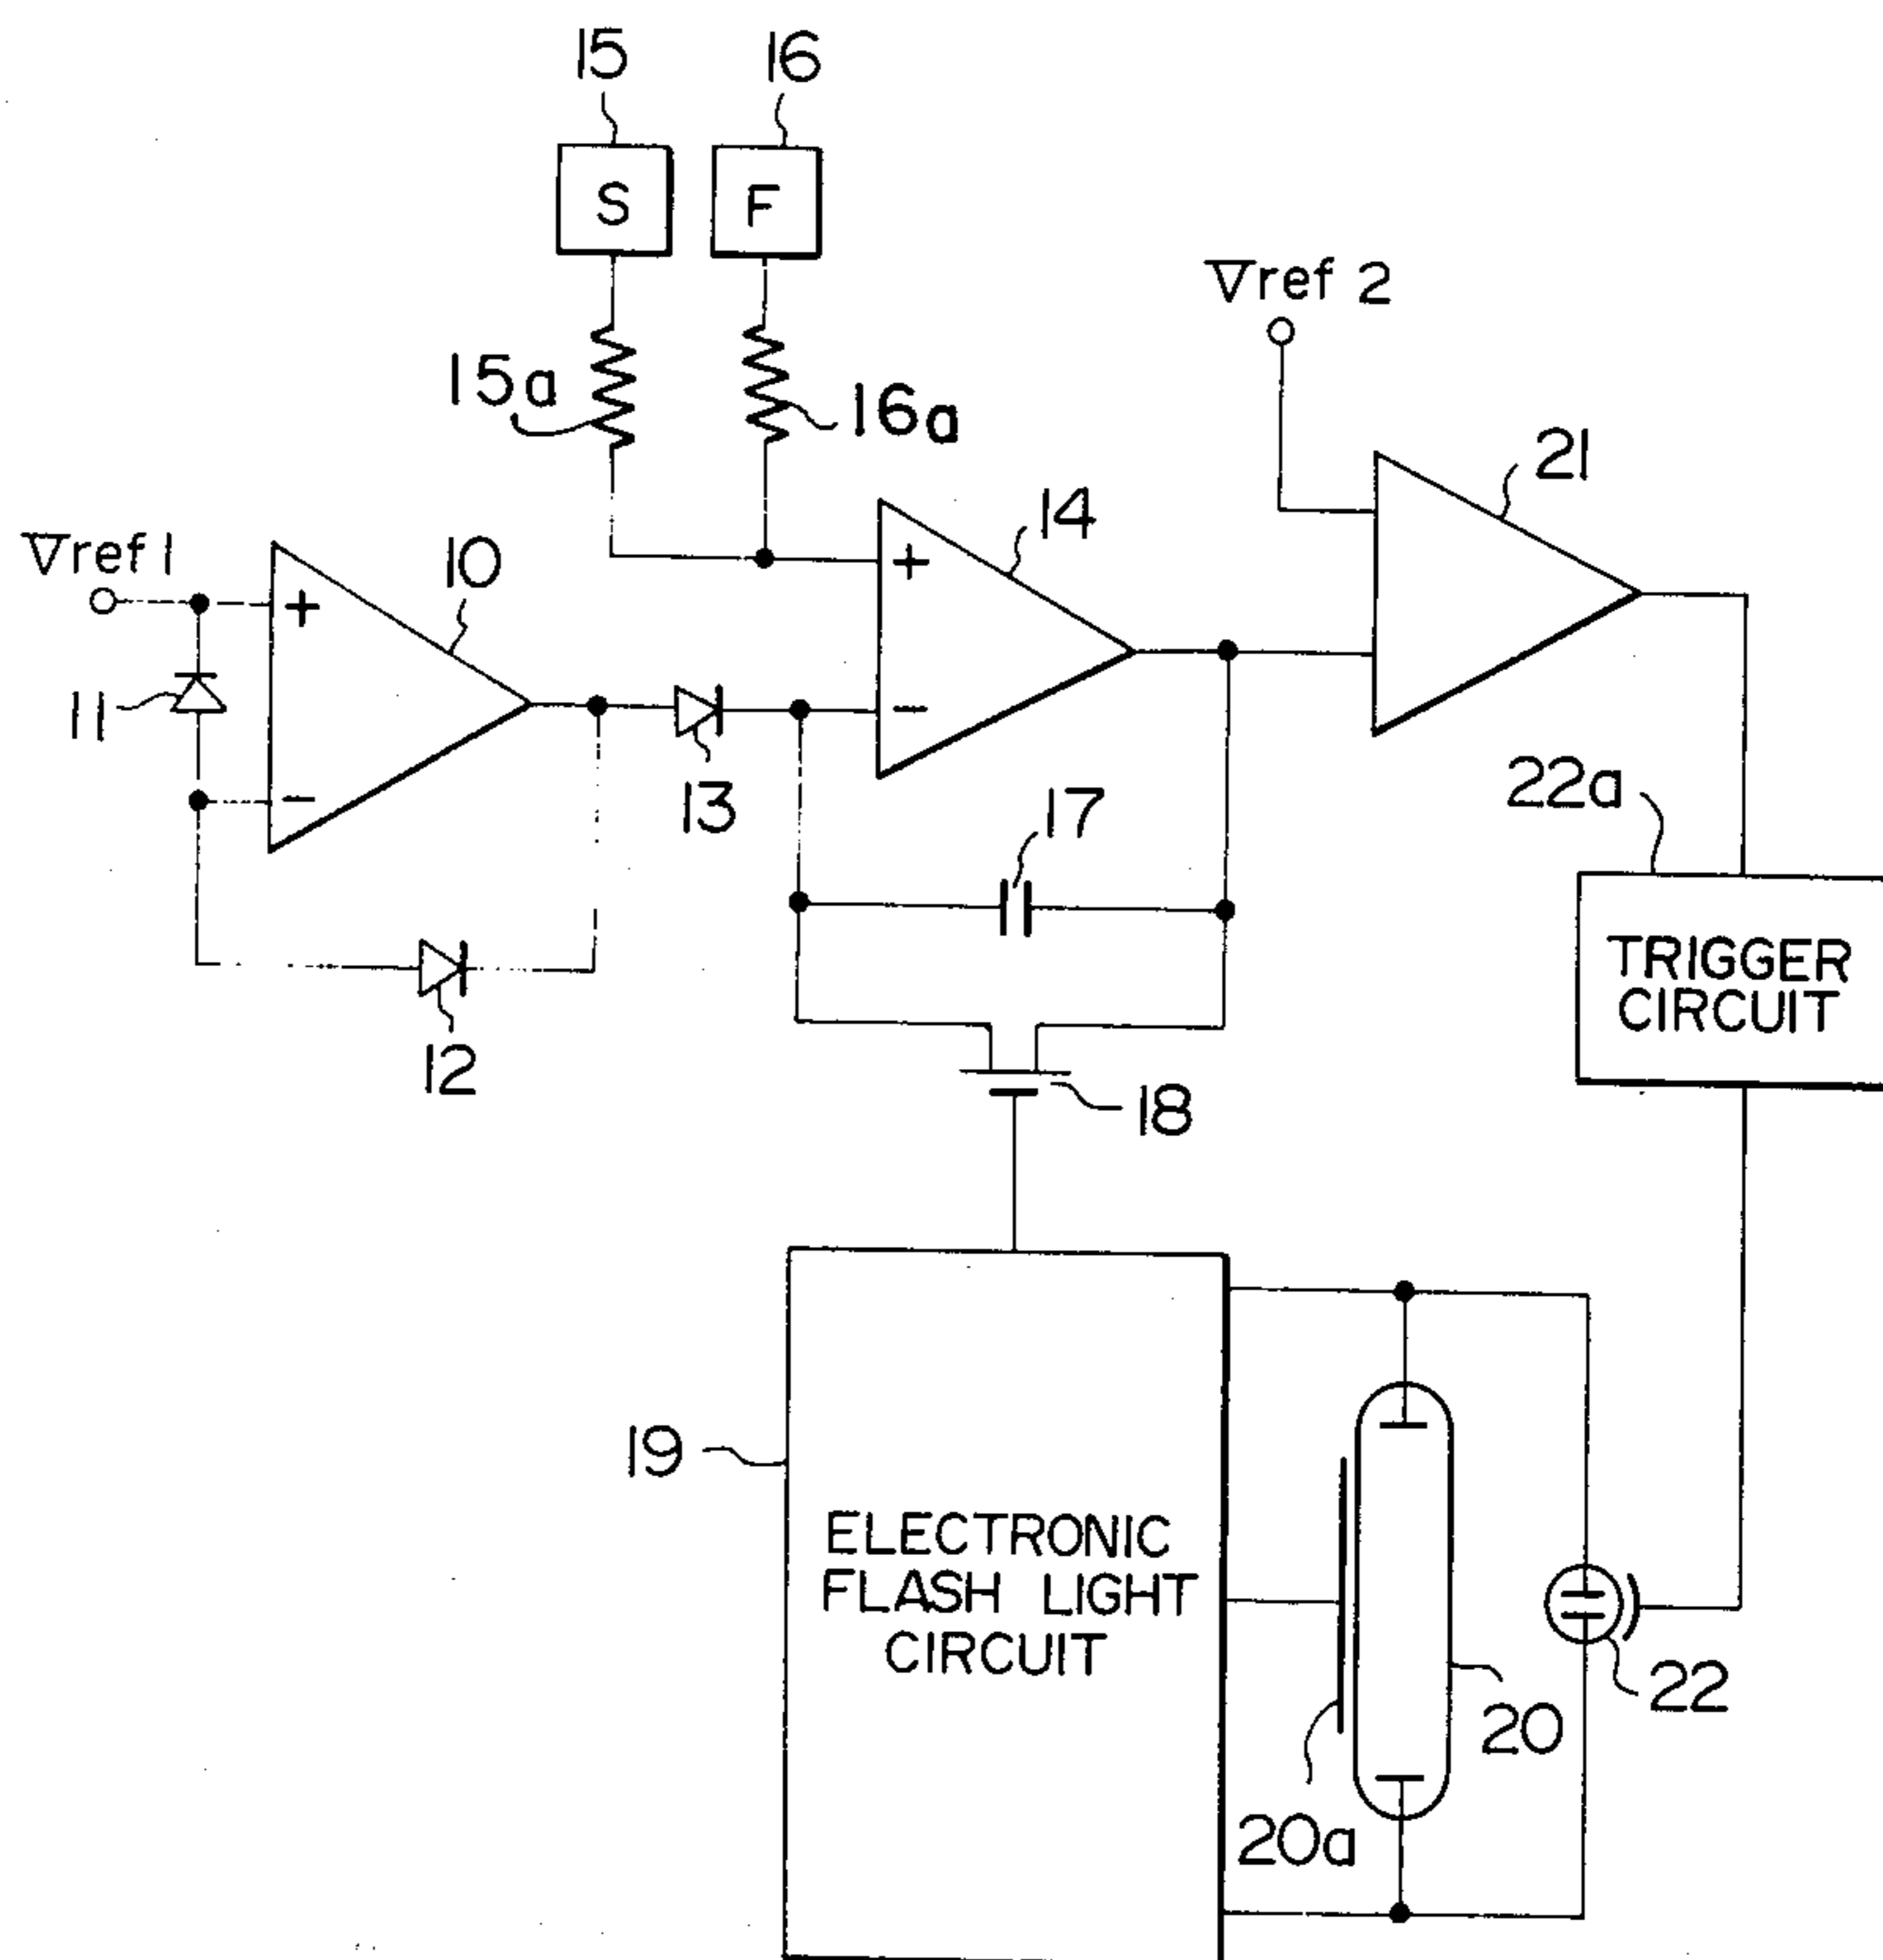 15
16
S
F
Vref 2
15a
16a
21
14
Vref 1
10
+
+
11
13
22a
17
TRIGGER
CIRCUIT
12
18
19
ELECTRONIC
FLASH LIGHT
CIRCUIT
22
20
20a